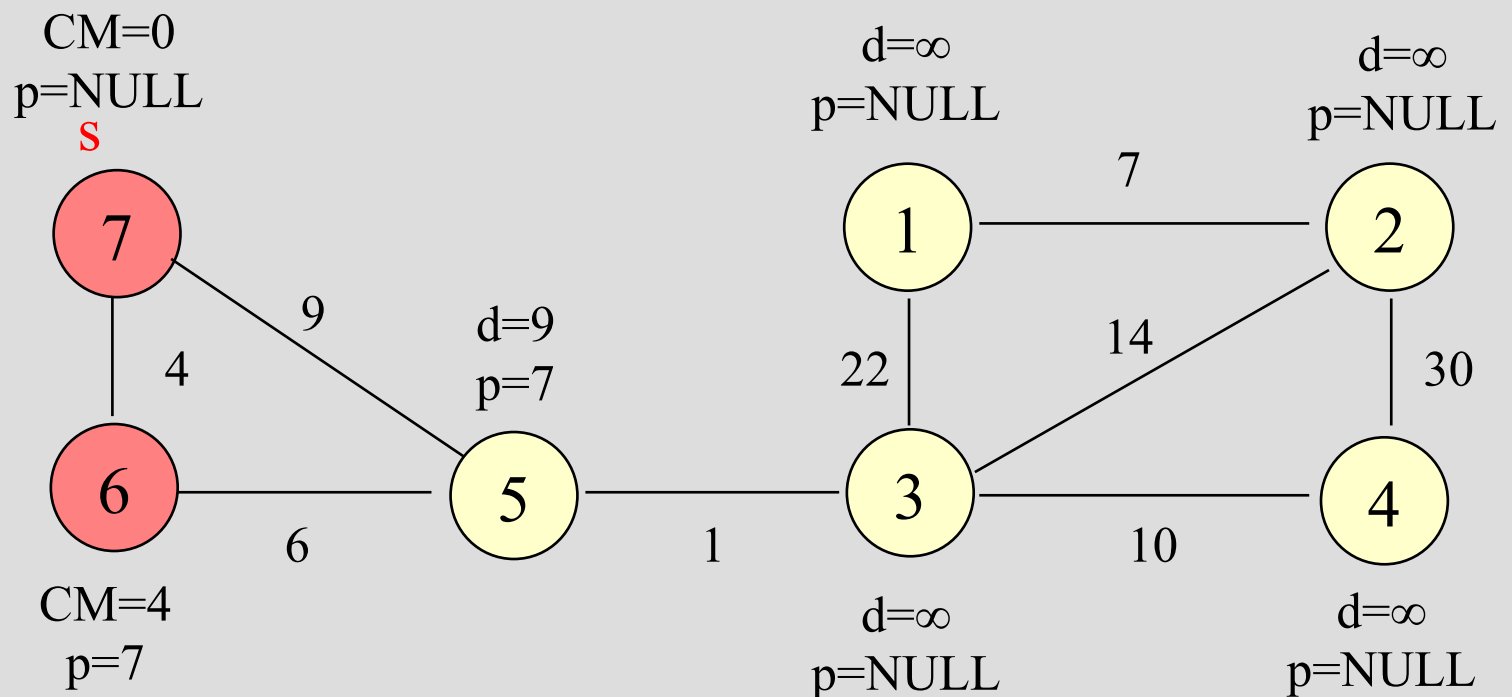 CM=0
p=NULL
s
d=∞
p=NULL
d=∞
p=NULL
7
7
1
2
9
4
d=9
p=7
22
14
30
6
5
3
4
6
1
10
CM=4
p=7
d=∞
p=NULL
d=∞
p=NULL